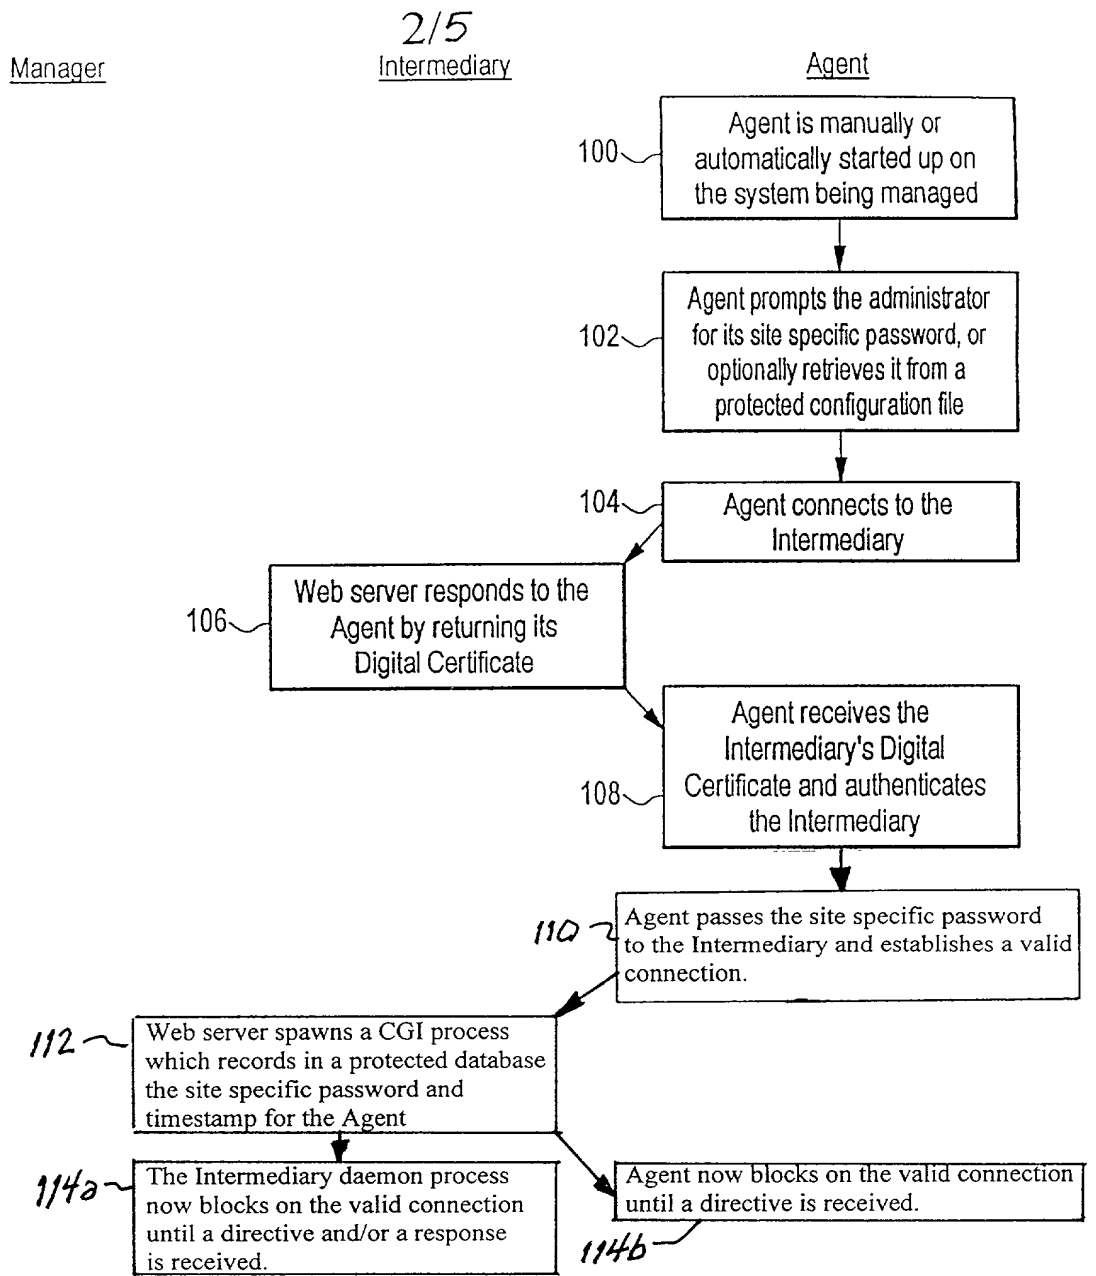 2/5
Manager
Intermediary
Agent
100
Agent is manually or
automatically started up on
the system being managed
102
Agent prompts the administrator
for its site specific password, or
optionally retrieves it from a
protected configuration file
104
Agent connects to the
Intermediary
106
Web server responds to the
Agent by returning its
Digital Certificate
108
Agent receives the
Intermediary's Digital
Certificate and authenticates
the Intermediary
110
Agent passes the site specific password
to the Intermediary and establishes a valid
connection.
112
Web server spawns a CGI process
which records in a protected database
the site specific password and
timestamp for the Agent
114a
The Intermediary daemon process
now blocks on the valid connection
until a directive and/or a response
is received.
Agent now blocks on the valid connection
until a directive is received.
114b